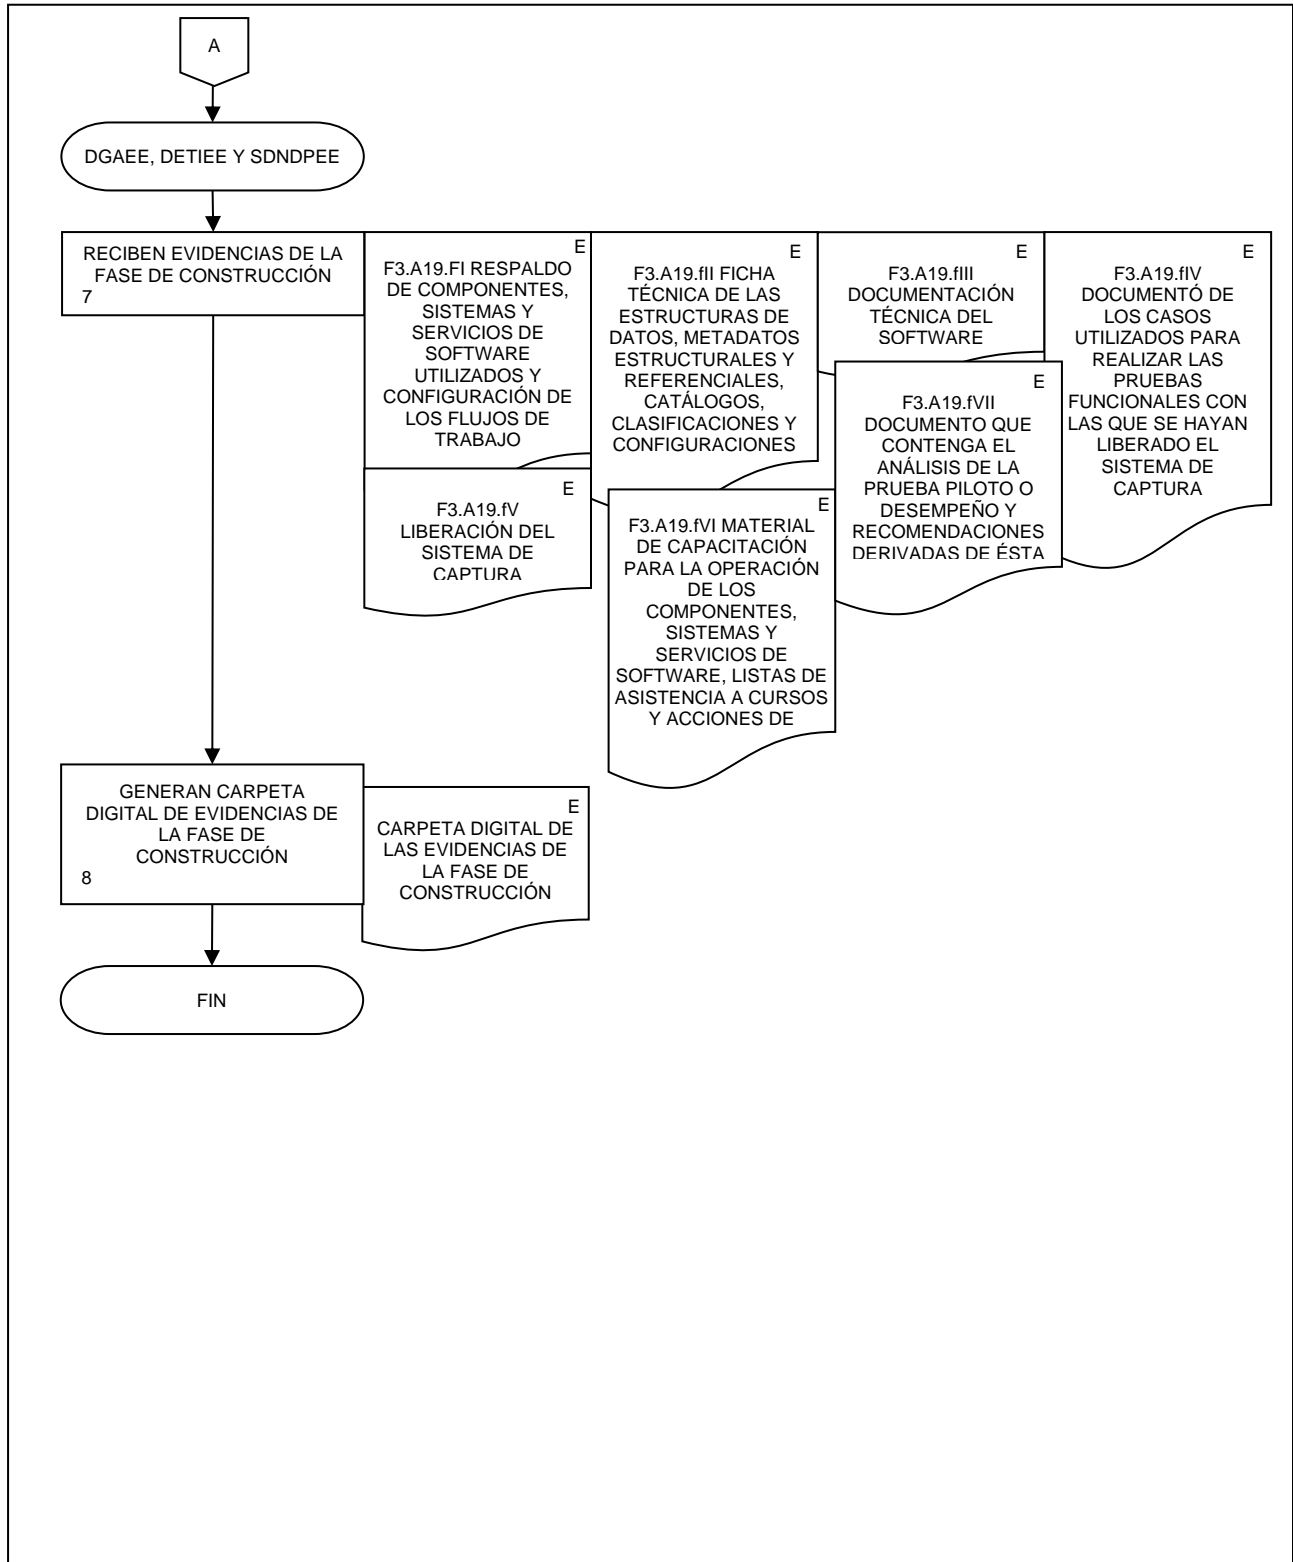 A
DGAEE, DETIEE Y SDNDPEE
RECIBEN EVIDENCIAS DE LA
FASE DE CONSTRUCCIÓN
7
E
F3.A19.FI RESPALDO
DE COMPONENTES,
SISTEMAS Y
SERVICIOS DE
SOFTWARE
UTILIZADOS Y
CONFIGURACIÓN DE
LOS FLUJOS DE
TRABAJO
E
F3.A19.fII FICHA
TÉCNICA DE LAS
ESTRUCTURAS DE
DATOS, METADATOS
ESTRUCTURALES Y
REFERENCIALES,
CATÁLOGOS,
CLASIFICACIONES Y
CONFIGURACIONES
E
F3.A19.fIII
DOCUMENTACIÓN
TÉCNICA DEL
SOFTWARE
E
F3.A19.fIV
DOCUMENTÓ DE
LOS CASOS
UTILIZADOS PARA
REALIZAR LAS
PRUEBAS
FUNCIONALES CON
LAS QUE SE HAYAN
LIBERADO EL
SISTEMA DE
CAPTURA
E
F3.A19.fV
LIBERACIÓN DEL
SISTEMA DE
CAPTURA
E
F3.A19.fVI MATERIAL
DE CAPACITACIÓN
PARA LA OPERACIÓN
DE LOS
COMPONENTES,
SISTEMAS Y
SERVICIOS DE
SOFTWARE, LISTAS DE
ASISTENCIA A CURSOS
Y ACCIONES DE
E
F3.A19.fVII
DOCUMENTO QUE
CONTENGA EL
ANÁLISIS DE LA
PRUEBA PILOTO O
DESEMPEÑO Y
RECOMENDACIONES
DERIVADAS DE ÉSTA
GENERAN CARPETA
DIGITAL DE EVIDENCIAS DE
LA FASE DE
CONSTRUCCIÓN
8
E
CARPETA DIGITAL DE
LAS EVIDENCIAS DE
LA FASE DE
CONSTRUCCIÓN
FIN